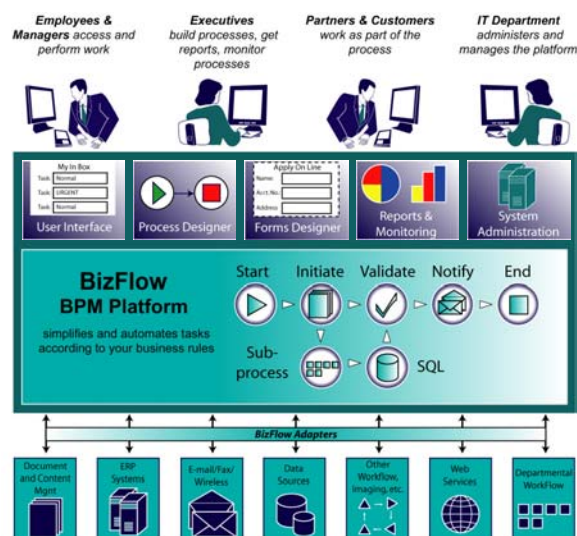 Employees &
Managers access and
perform work
Executives
build processes, get
reports, monitor
processes
Partners & Customers
work as part of the
process
IT Department
administers and
manages the platform
My In Box
Task: Normal
Task: URGENT
Task: Normal
User Interface
Process Designer
Apply On Line
Name:
Acct. No.:
Address:
Forms Designer
Reports &
Monitoring
System
Administration
BizFlow
BPM Platform
simplifies and automates tasks
according to your business rules
Start
Initiate
Validate
Notify
End
Sub-
process
SQL
BizFlow Adapters
Document
and Content
Mgnt
ERP
Systems
E-mail/Fax/
Wireless
Data
Sources
Other
Workflow,
Imaging, etc.
Web
Services
Departmental
WorkFlow